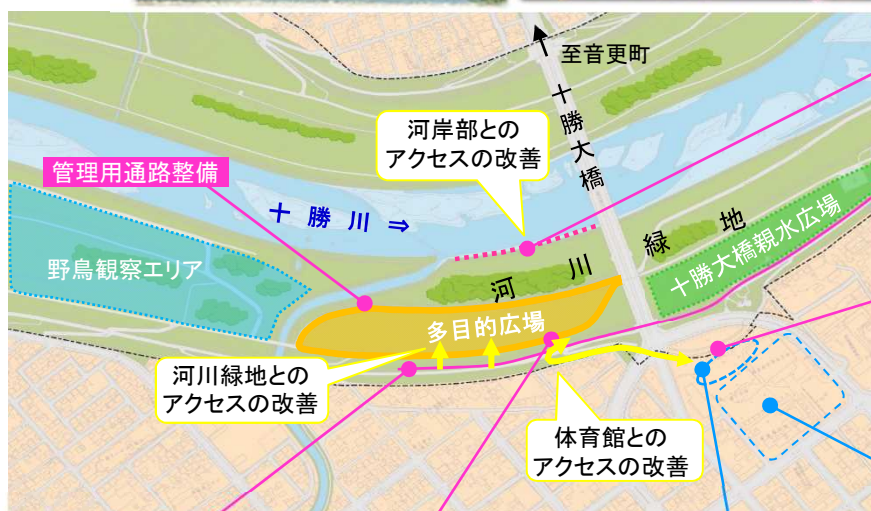 至音更町
十勝大橋
河岸部との
アクセスの改善
管理用通路整備
十勝川⇒
河川緑地
十勝大橋親水広場
野鳥観察エリア
多目的広場
河川緑地との
アクセスの改善
体育館との
アクセスの改善